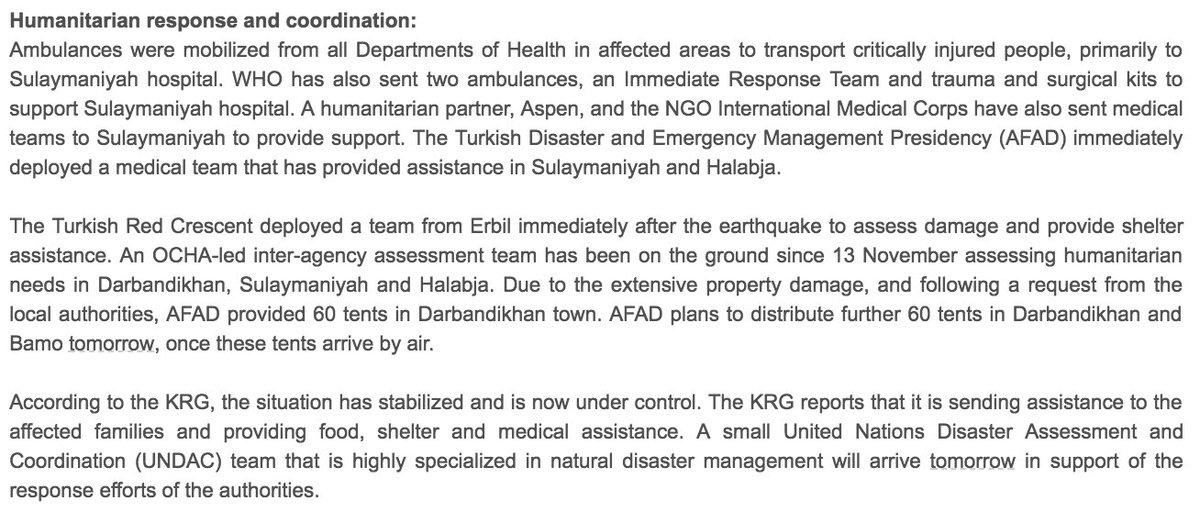 Humanitarian response and coordination:
Ambulances were mobilized from all Departments of Health in affected areas to transport critically injured people, primarily to
Sulaymaniyah hospital. WHO has also sent two ambulances, an Immediate Response Team and trauma and surgical kits to
support Sulaymaniyah hospital. A humanitarian partner, Aspen, and the NGO International Medical Corps have also sent medical
teams to Sulaymaniyah to provide support. The Turkish Disaster and Emergency Management Presidency (AFAD) immediately
deployed a medical team that has provided assistance in Sulaymaniyah and Halabja.
The Turkish Red Crescent deployed a team from Erbil immediately after the earthquake to assess damage and provide shelter
assistance. An OCHA-led inter-agency assessment team has been on the ground since 13 November assessing humanitarian
needs in Darbandikhan, Sulaymaniyah and Halabja. Due to the extensive property damage, and following a request from the
local authorities, AFAD provided 60 tents in Darbandikhan town. AFAD plans to distribute further 60 tents in Darbandikhan and
Bamo tomorrow, once these tents arrive by air.
According to the KRG, the situation has stabilized and is now under control. The KRG reports that it is sending assistance to the
affected families and providing food, shelter and medical assistance. A small United Nations Disaster Assessment and
Coordination (UNDAC) team that is highly specialized in natural disaster management will arrive tomorrow in support of the
response efforts of the authorities.